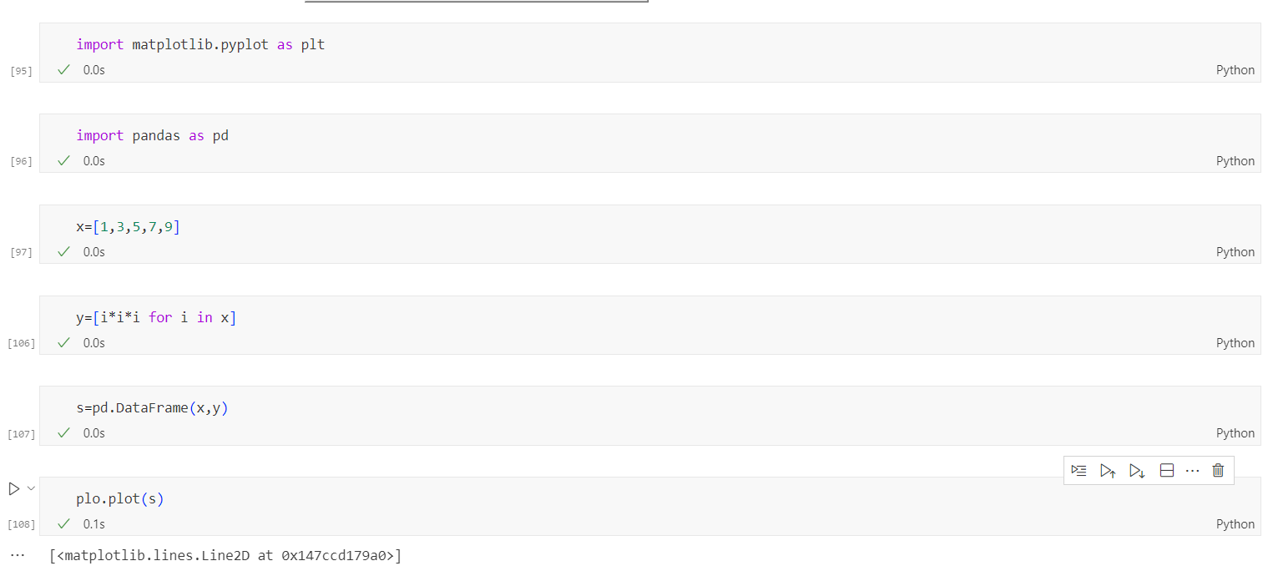 import matplotlib.pyplot as plt
[95] 0.0s Python
import pandas as pd
[96] 0.0s Python
x=[1,3,5,7,9]
[97] 0.0s Python
y=[i*i*i for i in x]
[106] 0.0s Python
s=pd.DataFrame(x,y)
[107] 0.0s Python
plo.plot(s)
[108] 0.1s Python
... [<matplotlib.lines.Line2D at 0x147ccd179a0>]